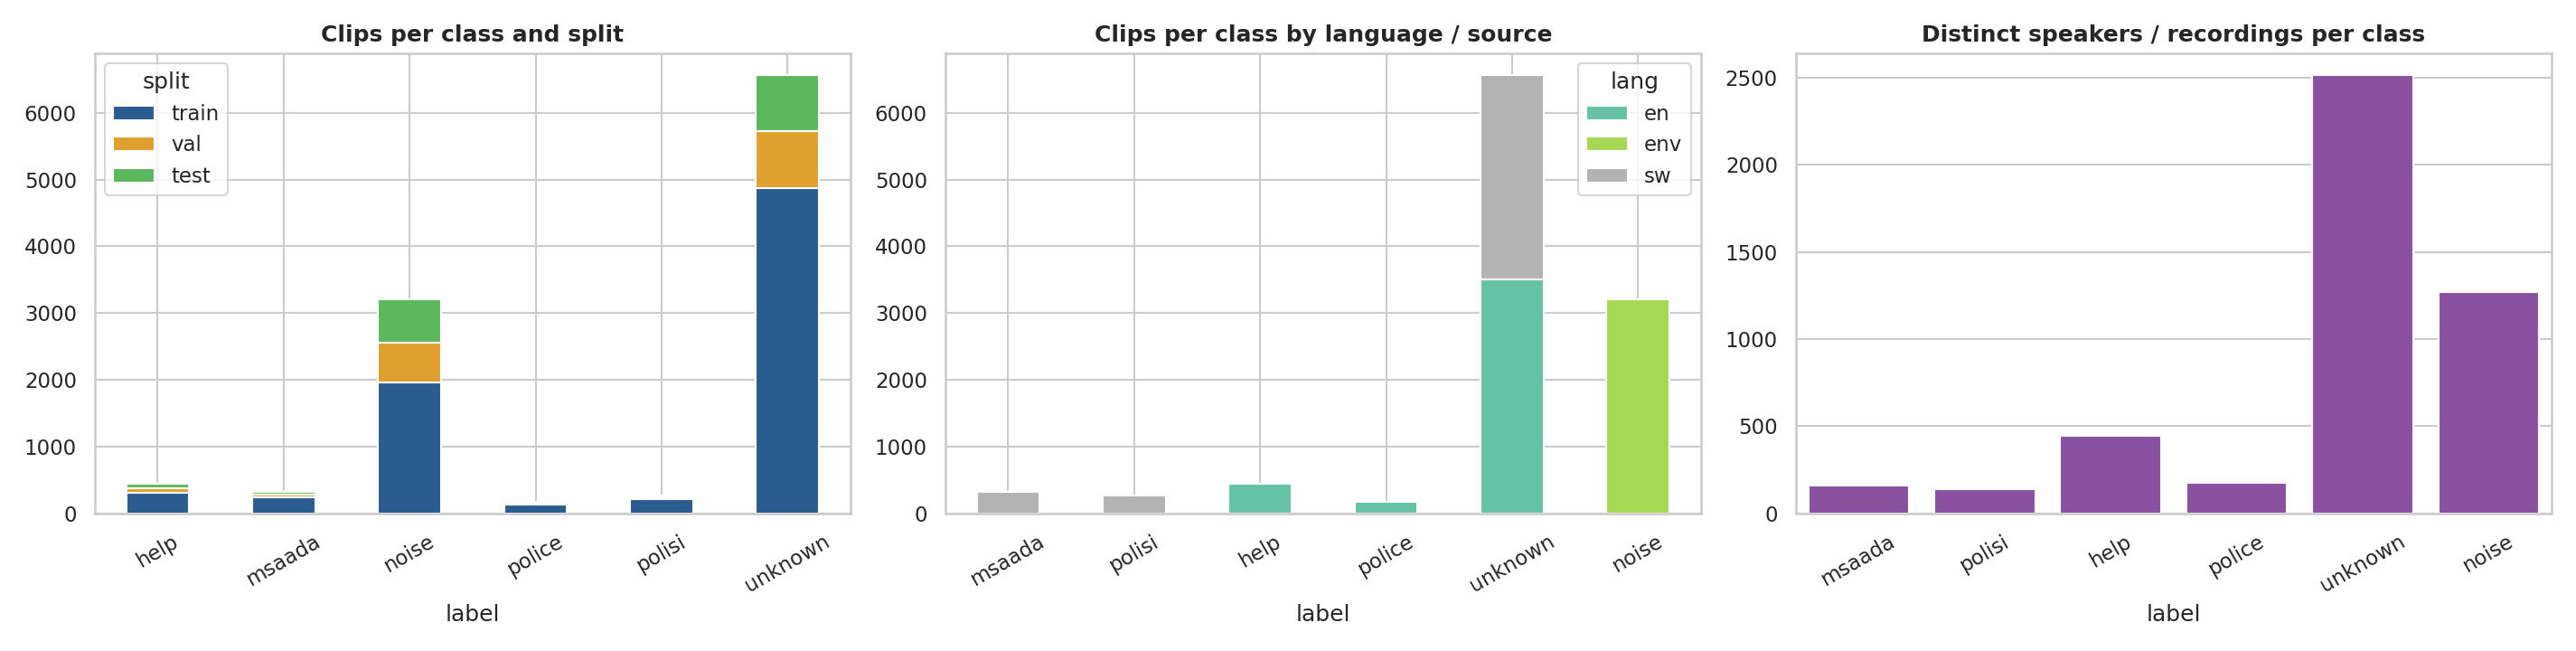 Clips per class and split
split
train
val
test
6000
5000
4000
3000
2000
1000
0
help
msaada
noise
police
polisi
unknown
label
Clips per class by language / source
lang
en
env
sw
6000
5000
4000
3000
2000
1000
0
msaada
polisi
help
police
unknown
noise
label
Distinct speakers / recordings per class
2500
2000
1500
1000
500
0
msaada
polisi
help
police
unknown
noise
label